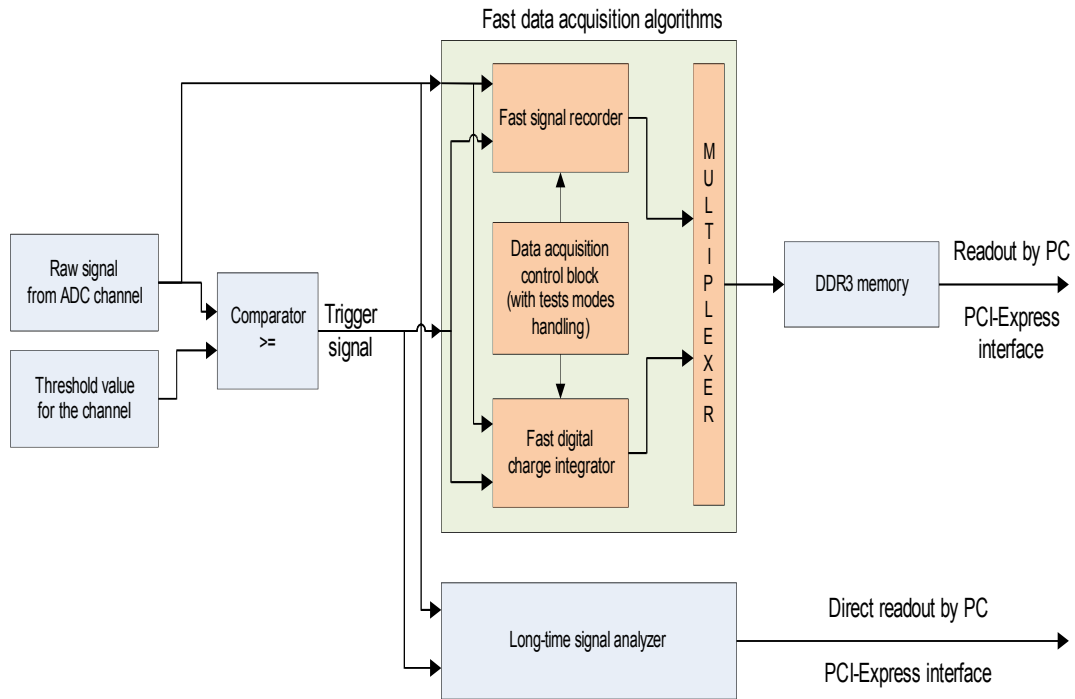 Fast data acquisition algorithms
Fast signal recorder
MULTIPLEXER
Raw signal
from ADC channel
Data acquisition
control block
(with tests modes
handling)
Comparator
>=
Trigger
signal
DDR3 memory
Readout by PC
PCI-Express
interface
Threshold value
for the channel
Fast digital
charge integrator
Long-time signal analyzer
Direct readout by PC
PCI-Express interface